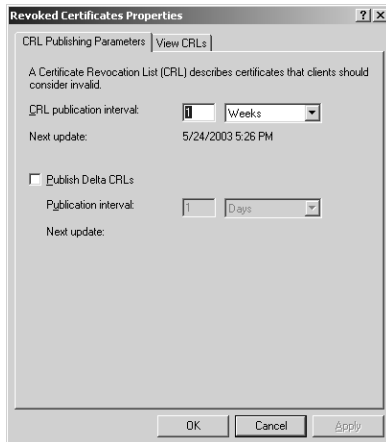 Revoked Certificates Properties
CRL Publishing Parameters View CRLs
A Certificate Revocation List (CRL) describes certificates that clients should
consider invalid.
CRL publication interval: 1 Weeks
Next update: 5/24/2003 5:26 PM
Publish Delta CRLs
Publication interval: 1 Days
Next update:
OK Cancel Apply